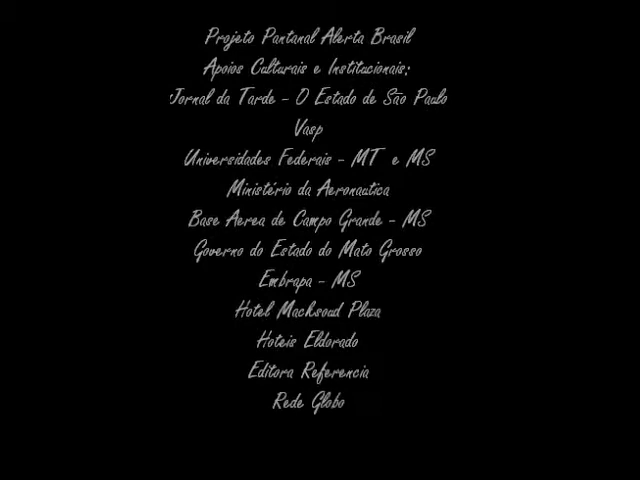 Projeto Pantanal Alerta Brasil
Apoios Culturais e Institucionais:
Jornal da Tarde - O Estado de São Paulo
Vasp
Universidades Federais - MT e MS
Ministério da Aeronautica
Base Aerea de Campo Grande - MS
Governo do Estado do Mato Grosso
Embrapa - MS
Hotel Macksoud Plaza
Hoteis Eldorado
Editora Referencia
Rede Globo